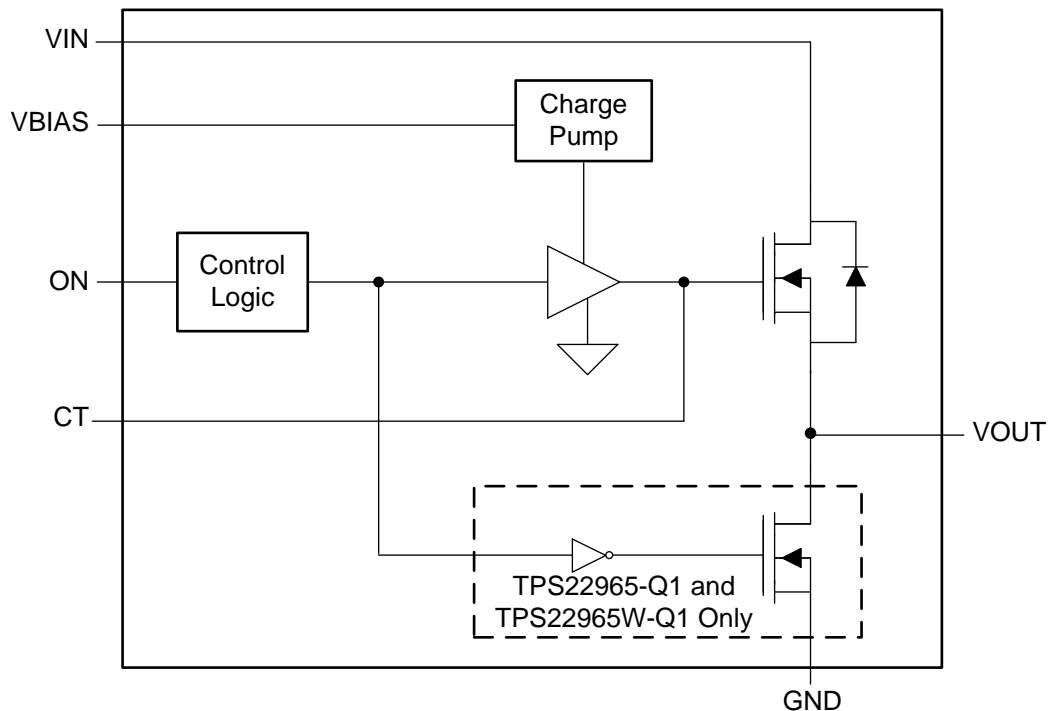 VIN
VBIAS
Charge
Pump
ON
Control
Logic
CT
VOUT
TPS22965-Q1 and
TPS22965W-Q1 Only
GND